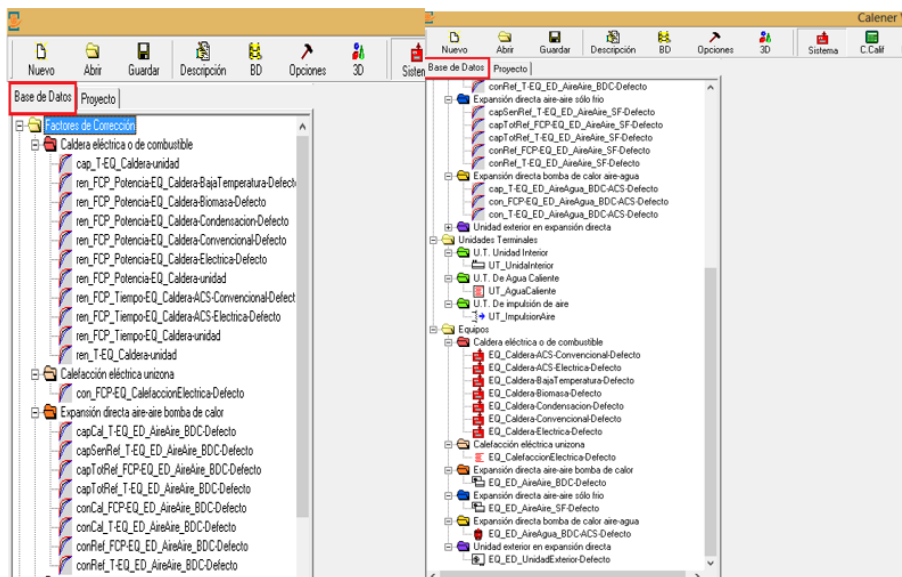 Nuevo Abrir Guardar Descripción BD Opciones 3D
Base de Datos Proyecto
Factores de Corrección
Caldera eléctrica o de combustible
cap_T-EQ_Caldera-unidad
ren_FCP_Potencia-EQ_Caldera-BajaTemperatura-Defect
ren_FCP_Potencia-EQ_Caldera-Biomasa-Defecto
ren_FCP_Potencia-EQ_Caldera-Condensacion-Defecto
ren_FCP_Potencia-EQ_Caldera-Convencional-Defecto
ren_FCP_Potencia-EQ_Caldera-Electrica-Defecto
ren_FCP_Potencia-EQ_Caldera-unidad
ren_FCP_Tiempo-EQ_Caldera-ACS-Convencional-Defect
ren_FCP_Tiempo-EQ_Caldera-ACS-Electrica-Defecto
ren_FCP_Tiempo-EQ_Caldera-unidad
ren_T-EQ_Caldera-unidad
Calefacción eléctrica unizona
con_FCP-EQ_CalefaccionElectrica-Defecto
Expansión directa aire-aire bomba de calor
capCal_T-EQ_ED_AireAire_BDC-Defecto
capSenRef_T-EQ_ED_AireAire_BDC-Defecto
capTotRef_FCP-EQ_ED_AireAire_BDC-Defecto
capTotRef_T-EQ_ED_AireAire_BDC-Defecto
conCal_FCP-EQ_ED_AireAire_BDC-Defecto
conCal_T-EQ_ED_AireAire_BDC-Defecto
conRef_FCP-EQ_ED_AireAire_BDC-Defecto
conRef_T-EQ_ED_AireAire_BDC-Defecto
Calener
Nuevo Abrir Guardar Descripción BD Opciones 3D Sistema C.Calif
Base de Datos Proyecto
conRef_T-EQ_ED_AireAire_BDC-Defecto
Expansión directa aire-aire sólo frio
capSenRef_T-EQ_ED_AireAire_SF-Defecto
capTotRef_FCP-EQ_ED_AireAire_SF-Defecto
capTotRef_T-EQ_ED_AireAire_SF-Defecto
conRef_FCP-EQ_ED_AireAire_SF-Defecto
conRef_T-EQ_ED_AireAire_SF-Defecto
Expansión directa bomba de calor aire-agua
cap_T-EQ_ED_AireAgua_BDC-ACS-Defecto
con_FCP-EQ_ED_AireAgua_BDC-ACS-Defecto
con_T-EQ_ED_AireAgua_BDC-ACS-Defecto
Unidad exterior en expansión directa
Unidades Terminales
U.T. Unidad Interior
UT_UnidaInterior
U.T. De Agua Caliente
UT_AguaCaliente
U.T. De impulsión de aire
UT_ImpulsionAire
Equipos
Caldera eléctrica o de combustible
EQ_Caldera-ACS-Convencional-Defecto
EQ_Caldera-ACS-Electrica-Defecto
EQ_Caldera-BajaTemperatura-Defecto
EQ_Caldera-Biomasa-Defecto
EQ_Caldera-Condensacion-Defecto
EQ_Caldera-Convencional-Defecto
EQ_Caldera-Electrica-Defecto
Calefacción eléctrica unizona
EQ_CalefaccionElectrica-Defecto
Expansión directa aire-aire bomba de calor
EQ_ED_AireAire_BDC-Defecto
Expansión directa aire-aire sólo frio
EQ_ED_AireAire_SF-Defecto
Expansión directa bomba de calor aire-agua
EQ_ED_AireAgua_BDC-ACS-Defecto
Unidad exterior en expansión directa
EQ_ED_UnidadExterior-Defecto